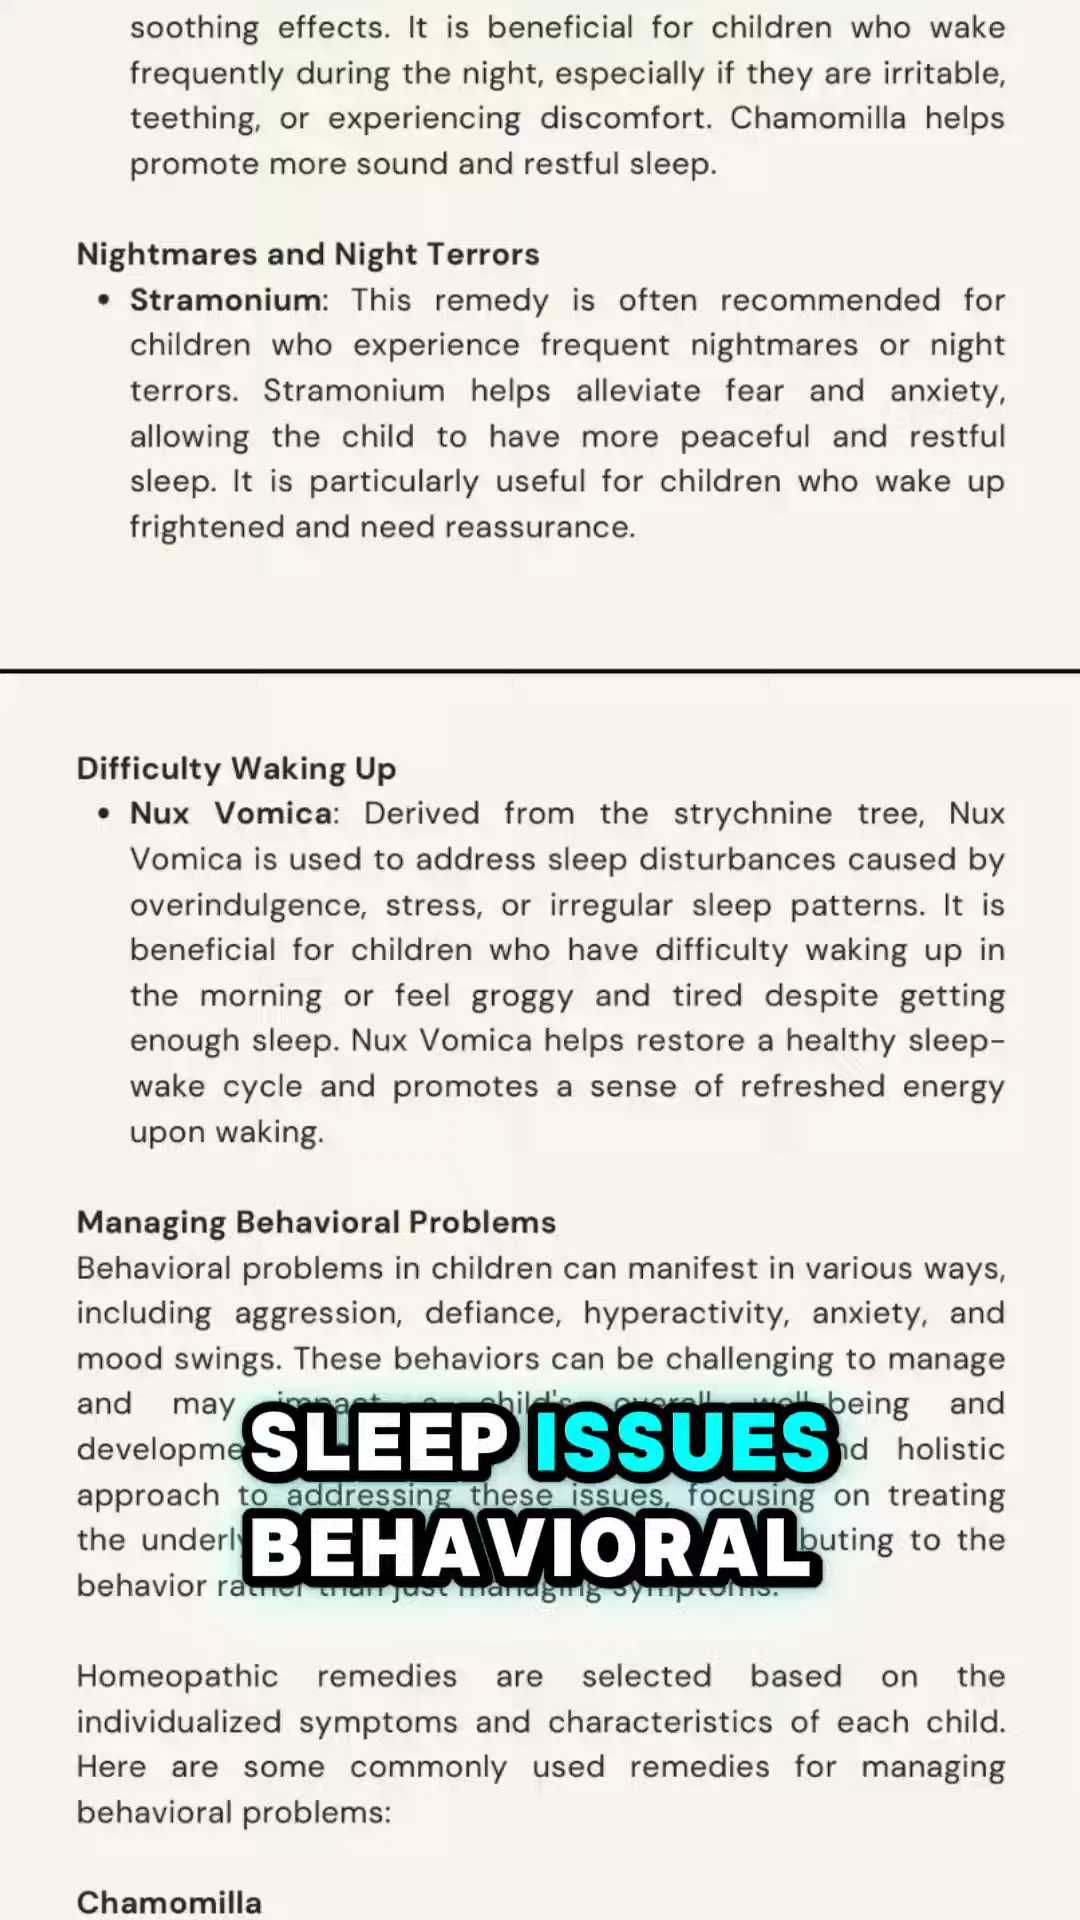 soothing effects. It is beneficial for children who wake
frequently during the night, especially if they are irritable,
teething, or experiencing discomfort. Chamomilla helps
promote more sound and restful sleep.
Nightmares and Night Terrors
• Stramonium: This remedy is often recommended for
children who experience frequent nightmares or night
terrors. Stramonium helps alleviate fear and anxiety,
allowing the child to have more peaceful and restful
sleep. It is particularly useful for children who wake up
frightened and need reassurance.
Difficulty Waking Up
• Nux Vomica: Derived from the strychnine tree, Nux
Vomica is used to address sleep disturbances caused by
overindulgence, stress, or irregular sleep patterns. It is
beneficial for children who have difficulty waking up in
the morning or feel groggy and tired despite getting
enough sleep. Nux Vomica helps restore a healthy sleep-
wake cycle and promotes a sense of refreshed energy
upon waking.
Managing Behavioral Problems
Behavioral problems in children can manifest in various ways,
including aggression, defiance, hyperactivity, anxiety, and
mood swings. These behaviors can be challenging to manage
and may impact a child's overall well-being and
holistic
approach to addressing these issues, focusing on treating
the to the
behavior rather than just managing symptoms.
SLEEP ISSUES
BEHAVIORAL
Homeopathic remedies are selected based on the
individualized symptoms and characteristics of each child.
Here are some commonly used remedies for managing
behavioral problems:
Chamomilla